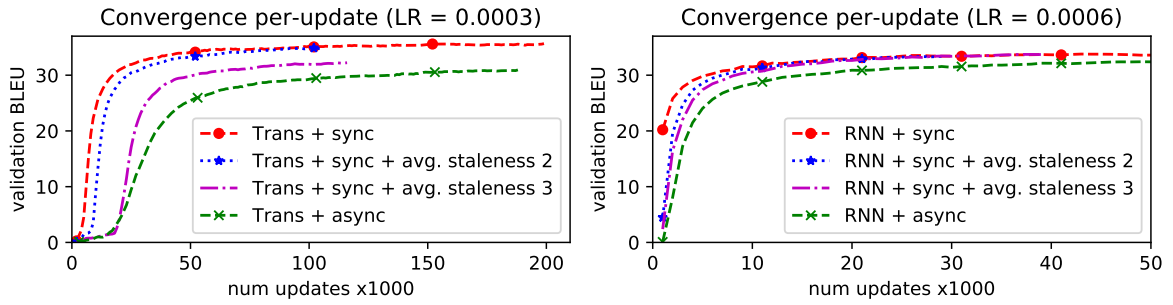 Convergence per-update (LR = 0.0003)
validation BLEU
30
20
10
0
Trans + sync
Trans + sync + avg. staleness 2
Trans + sync + avg. staleness 3
Trans + async
0 50 100 150 200
num updates x1000
Convergence per-update (LR = 0.0006)
validation BLEU
30
20
10
0
RNN + sync
RNN + sync + avg. staleness 2
RNN + sync + avg. staleness 3
RNN + async
0 10 20 30 40 50
num updates x1000